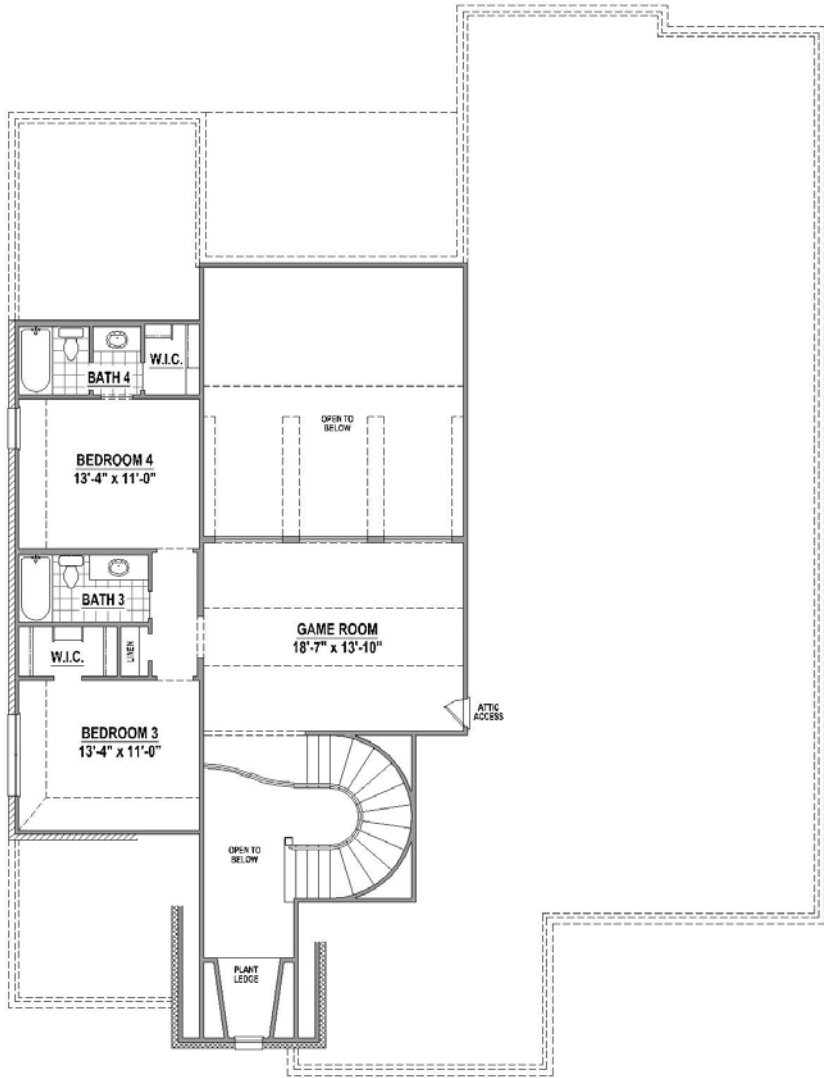 W.I.C.
BATH 4
OPEN TO
BELOW
BEDROOM 4
13'-4" x 11'-0"
BATH 3
GAME ROOM
18'-7" x 13'-10"
LINEN
W.I.C.
ATTIC
ACCESS
BEDROOM 3
13'-4" x 11'-0"
OPEN TO
BELOW
PLANT
LEDGE